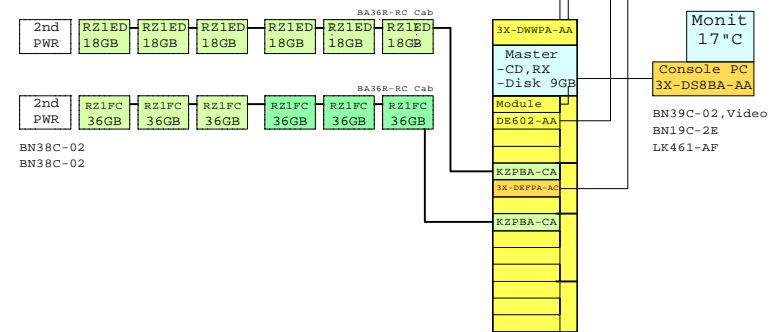 BA36R-RC Cab
2nd PWR
RZ1ED 18GB
RZ1ED 18GB
RZ1ED 18GB
RZ1ED 18GB
RZ1ED 18GB
RZ1ED 18GB
BA36R-RC Cab
2nd PWR
RZ1FC 36GB
RZ1FC 36GB
RZ1FC 36GB
RZ1FC 36GB
RZ1FC 36GB
RZ1FC 36GB
BN38C-02
BN38C-02
3X-DWWPA-AA
Master
-CD,RX
-Disk 9GB
Module
DE602-AA
KZPBA-CA
3X-DEFPA-AC
KZPBA-CA
Monit
17"C
Console PC
3X-DS8BA-AA
BN39C-02,Video
BN19C-2E
LK461-AF